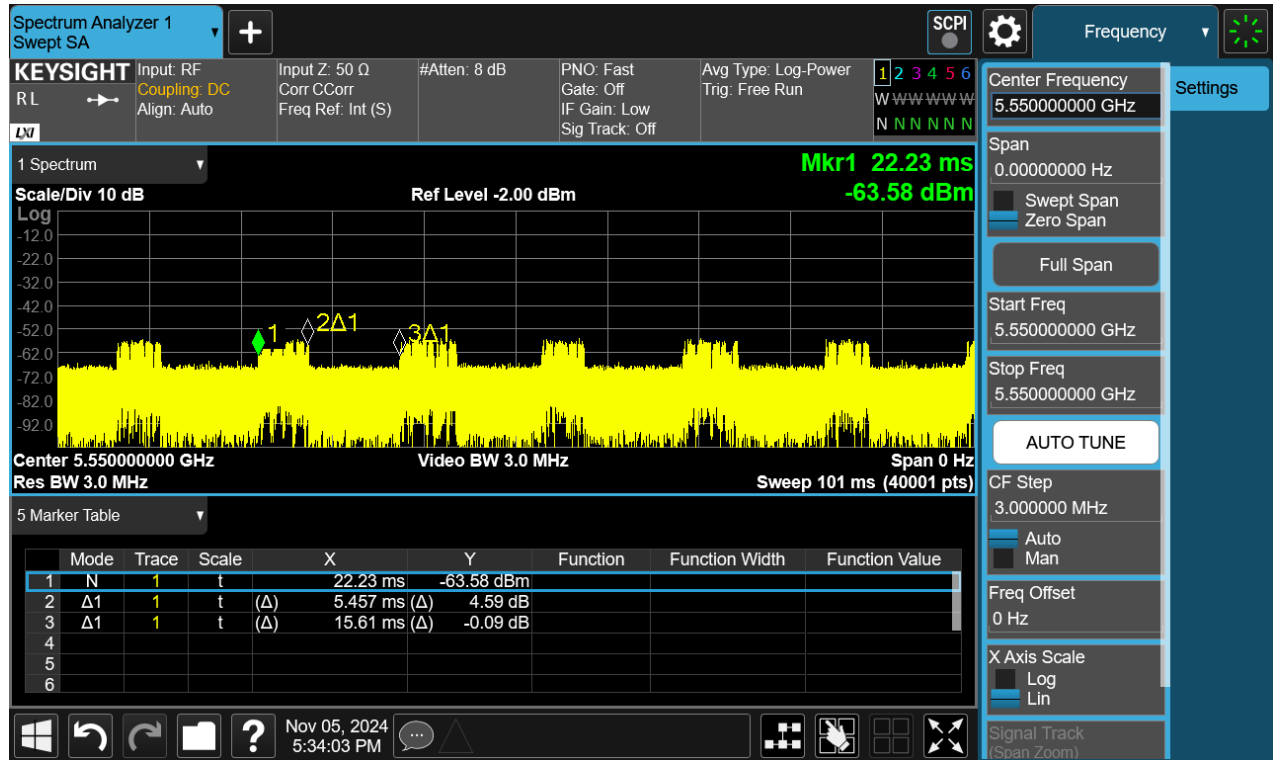 Spectrum Analyzer 1
Swept SA
SCPI
Frequency
KEYSIGHT
RL
LXI
Input: RF
Coupling: DC
Align: Auto
Input Z: 50 Ω
Corr CCorr
Freq Ref: Int (S)
#Atten: 8 dB
PNO: Fast
Gate: Off
IF Gain: Low
Sig Track: Off
Avg Type: Log-Power
Trig: Free Run
1 2 3 4 5 6
W W W W W W
N N N N N N
1 Spectrum
Mkr1 22.23 ms
Scale/Div 10 dB
Ref Level -2.00 dBm
-63.58 dBm
Log
-12.0
-22.0
-32.0
-42.0
-52.0
-62.0
-72.0
-82.0
-92.0
1
2Δ1
3Δ1
Center 5.550000000 GHz
Video BW 3.0 MHz
Span 0 Hz
Res BW 3.0 MHz
Sweep 101 ms (40001 pts)
5 Marker Table
Mode Trace Scale X Y Function Function Width Function Value
1 N 1 t 22.23 ms -63.58 dBm
2 Δ1 1 t (Δ) 5.457 ms (Δ) 4.59 dB
3 Δ1 1 t (Δ) 15.61 ms (Δ) -0.09 dB
4
5
6
?
Nov 05, 2024
5:34:03 PM
Center Frequency
5.550000000 GHz
Settings
Span
0.00000000 Hz
Swept Span
Zero Span
Full Span
Start Freq
5.550000000 GHz
Stop Freq
5.550000000 GHz
AUTO TUNE
CF Step
3.000000 MHz
Auto
Man
Freq Offset
0 Hz
X Axis Scale
Log
Lin
Signal Track
(Span Zoom)